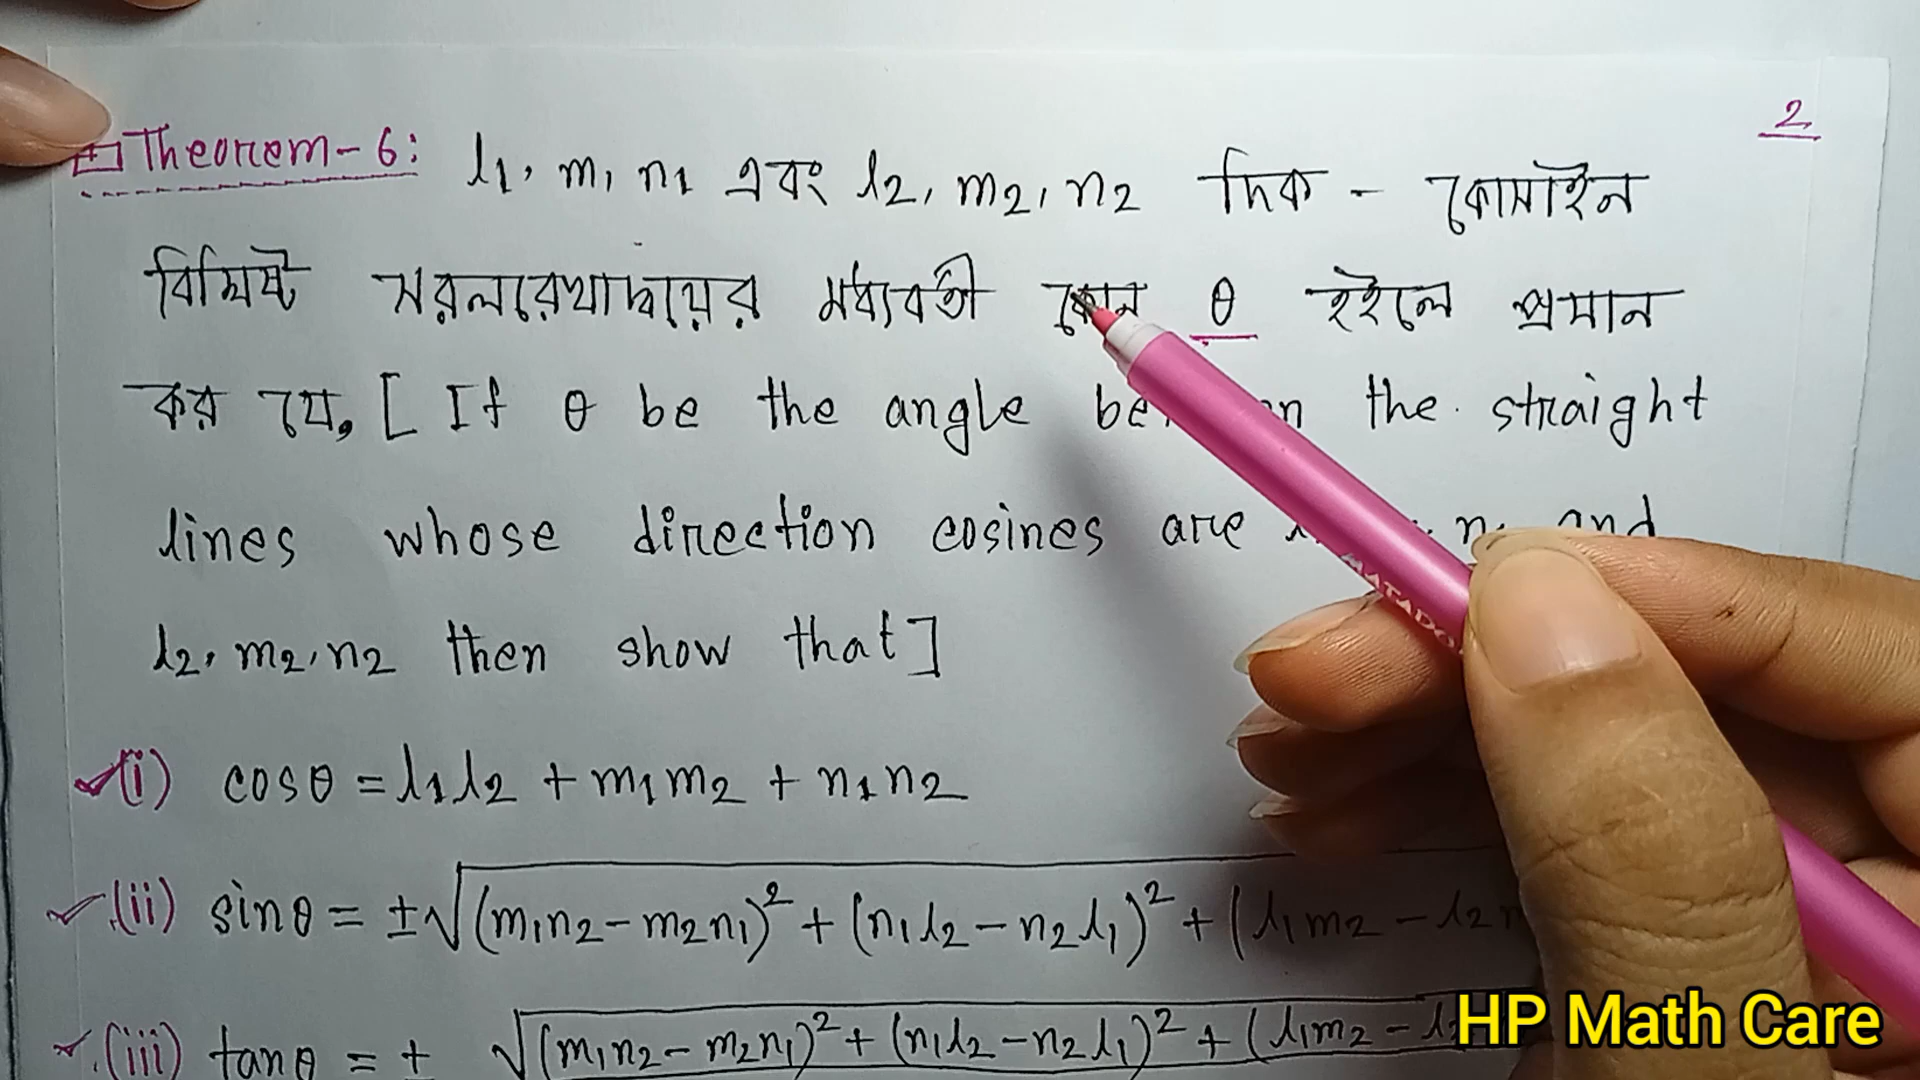 2
Theorem-6: l1, m1 n1 এবং l2, m2, n2 দিক - কোসাইন
বিশিষ্ট সরলরেখাদ্বয়ের মধ্যবর্তী কোন θ হইলে প্রমান
কর যে, [ If θ be the angle the straight
lines whose direction cosines are and
l2, m2, n2 then show that]
(i) cosθ = l1l2 + m1m2 + n1n2
(ii) sinθ = ±√(m1n2 - m2n1)² + (n1l2 - n2l1)² + (l1m2 - l2
(iii) tanθ = ± √(m1n2 - m2n1)² + (n1l2 - n2l1)² + (l1m2 -
MATADO
HP Math Care